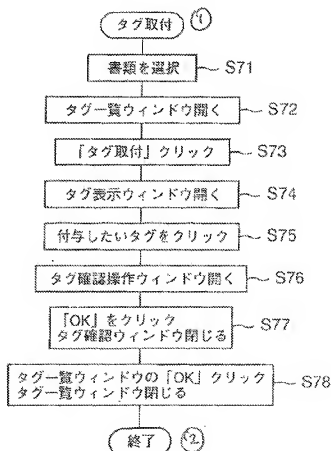 タグ取付 ①
書類を選択 S71
タグ一覧ウィンドウ開く S72
「タグ取付」クリック S73
タグ表示ウィンドウ開く S74
付与したいタグをクリック S75
タグ確認操作ウィンドウ開く S76
「OK」をクリック
タグ確認ウィンドウ閉じる S77
タグ一覧ウィンドウの「OK」クリック
タグ一覧ウィンドウ閉じる S78
終了 ②